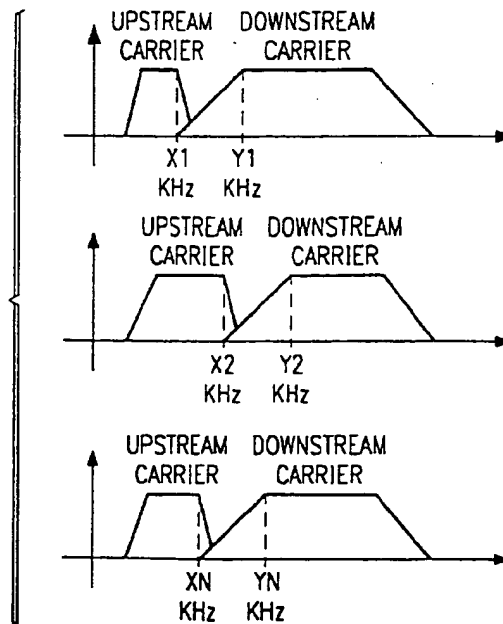 UPSTREAM DOWNSTREAM
CARRIER CARRIER
X1 Y1
KHz KHz
UPSTREAM DOWNSTREAM
CARRIER CARRIER
X2 Y2
KHz KHz
UPSTREAM DOWNSTREAM
CARRIER CARRIER
XN YN
KHz KHz